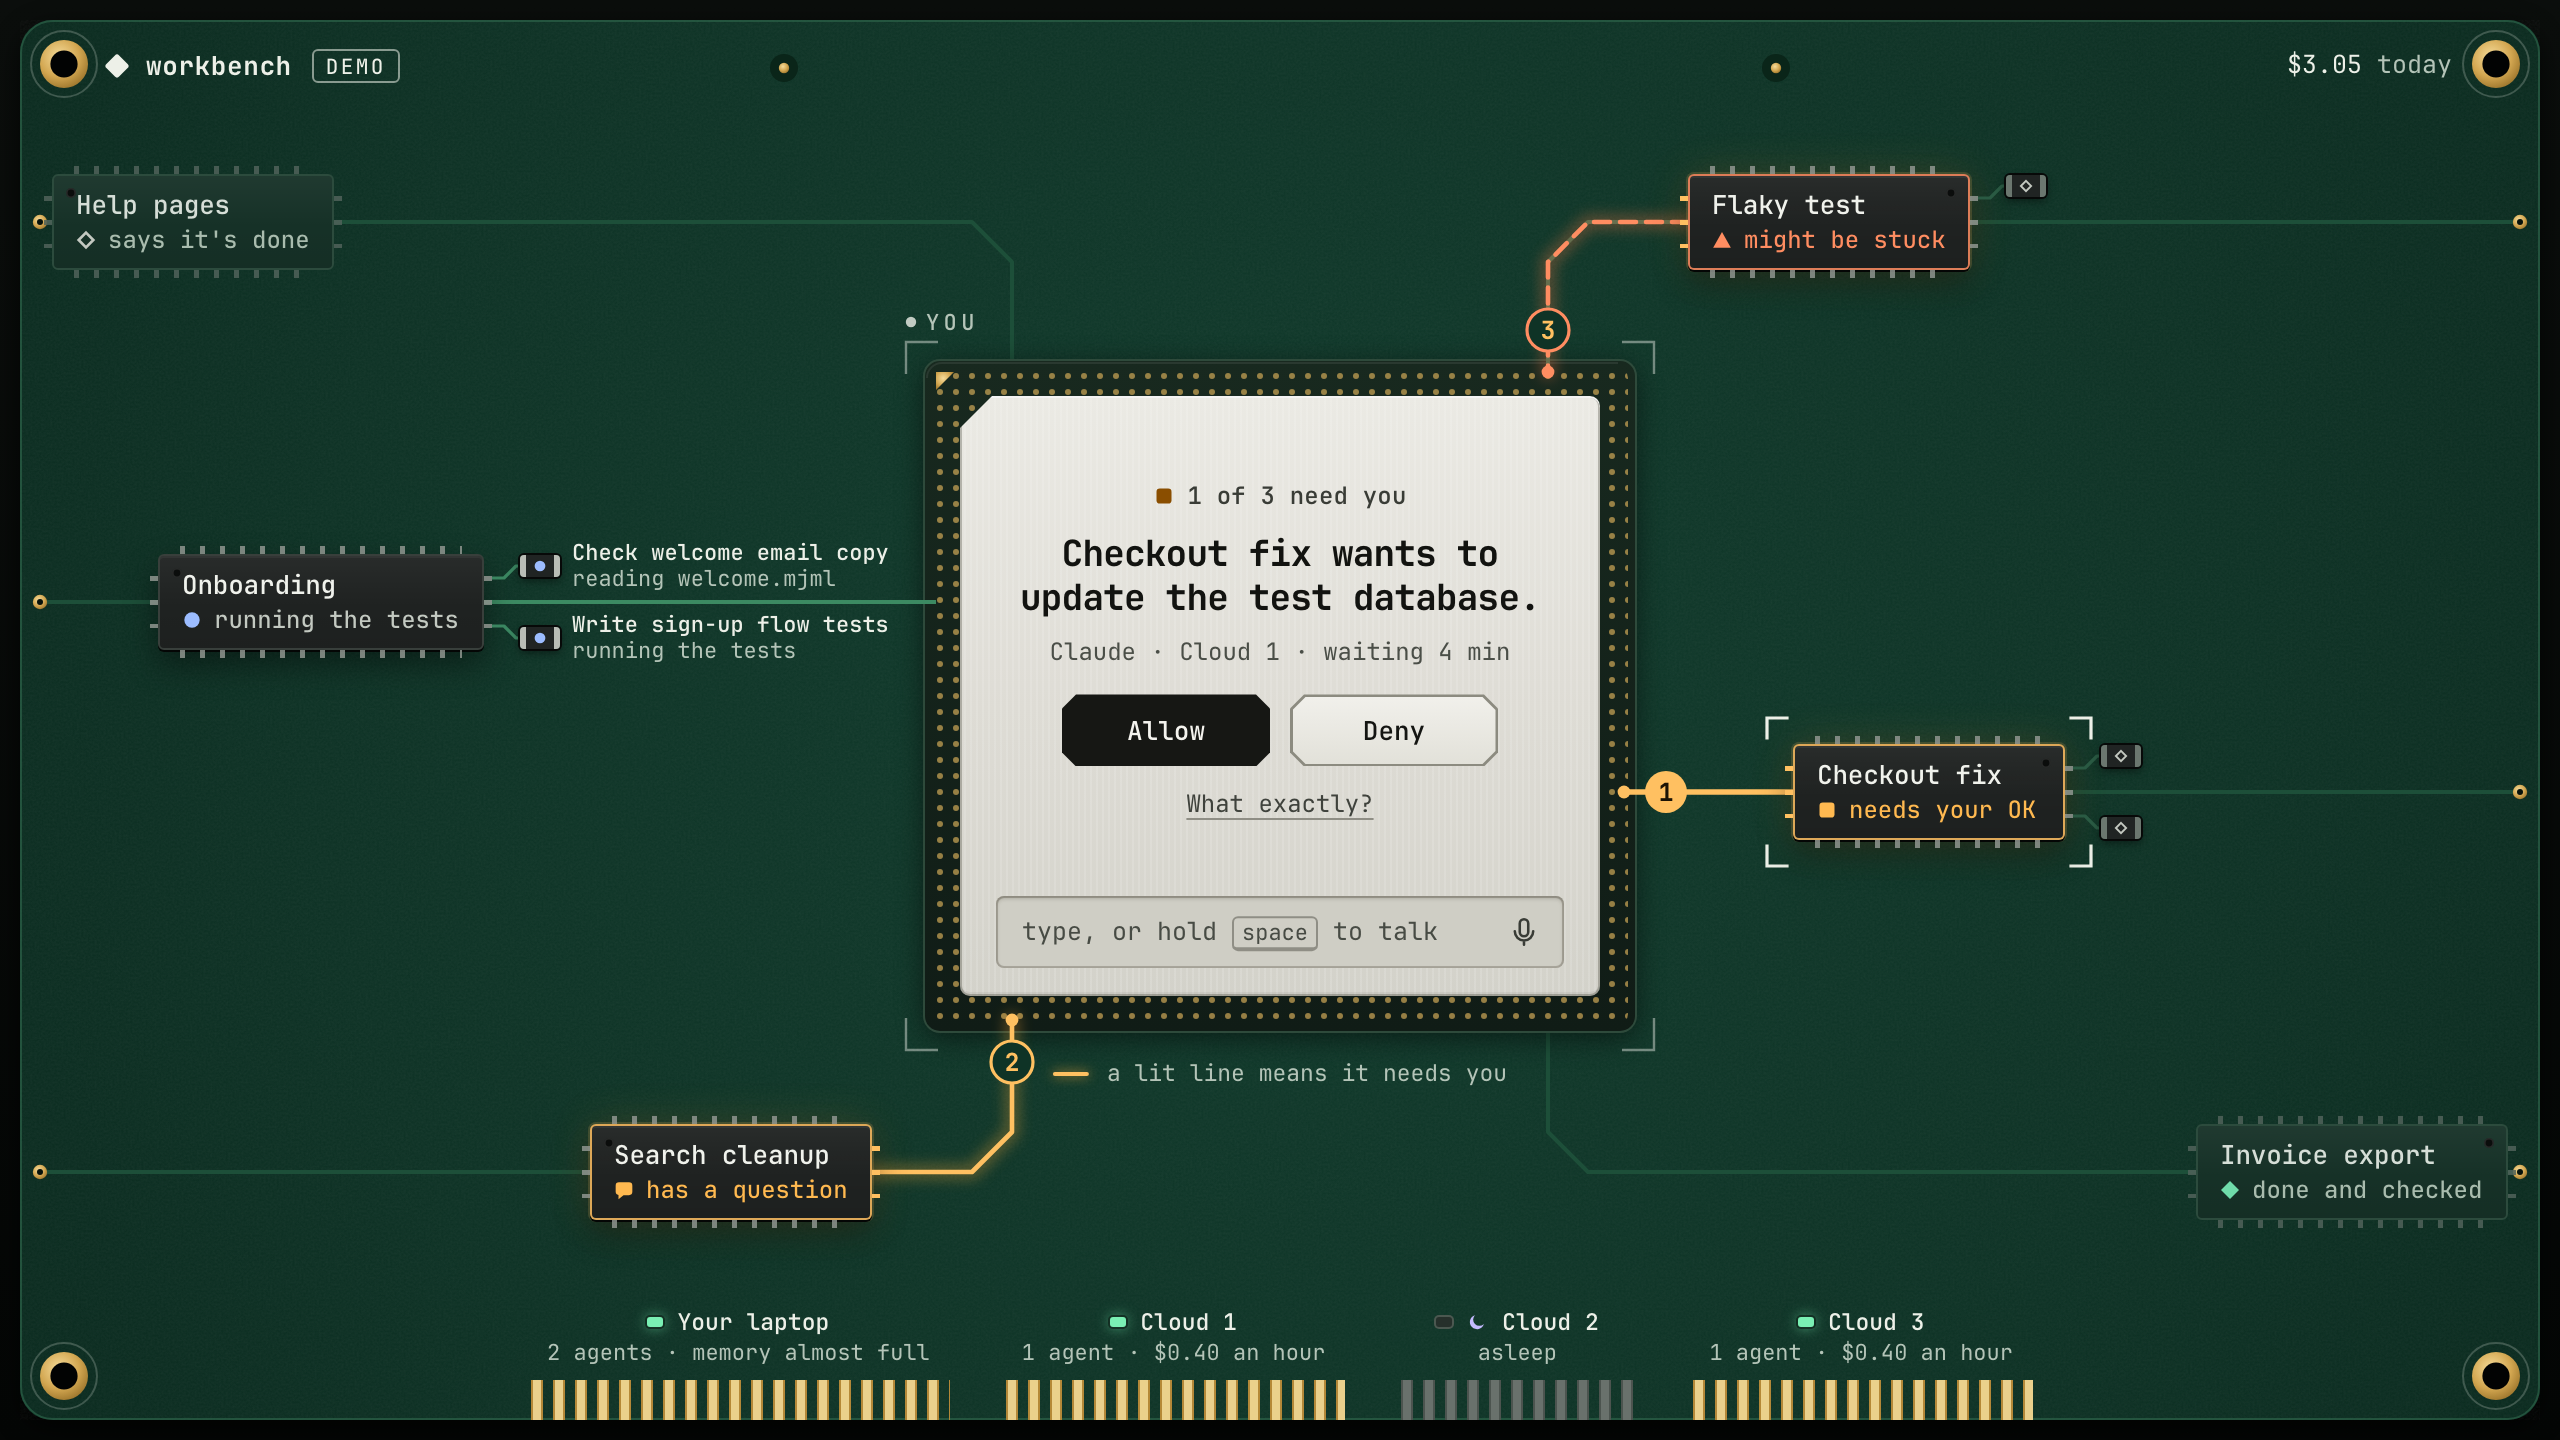 workbench DEMO
$3.05 today
Help pages
says it's done
Flaky test
might be stuck
YOU
3
1 of 3 need you
Checkout fix wants to
update the test database.
Claude · Cloud 1 · waiting 4 min
Allow
Deny
What exactly?
type, or hold space to talk
Onboarding
running the tests
Check welcome email copy
reading welcome.mjml
Write sign-up flow tests
running the tests
1
Checkout fix
needs your OK
2
a lit line means it needs you
Search cleanup
has a question
Invoice export
done and checked
Your laptop
2 agents · memory almost full
Cloud 1
1 agent · $0.40 an hour
Cloud 2
asleep
Cloud 3
1 agent · $0.40 an hour